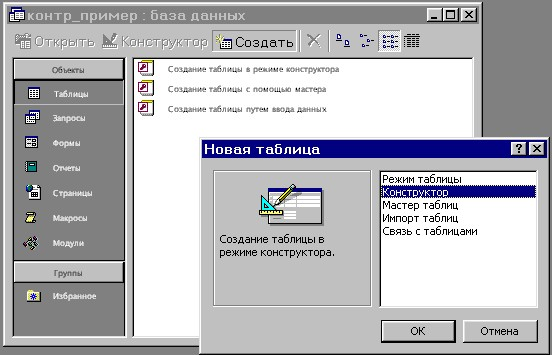 контр_пример : база данных
Открыть Конструктор Создать
Объекты
Таблицы
Запросы
Формы
Отчеты
Страницы
Макросы
Модули
Группы
Избранное
Создание таблицы в режиме конструктора
Создание таблицы с помощью мастера
Создание таблицы путем ввода данных
Новая таблица
Создание таблицы в
режиме конструктора.
Режим таблицы
Конструктор
Мастер таблиц
Импорт таблиц
Связь с таблицами
OK
Отмена